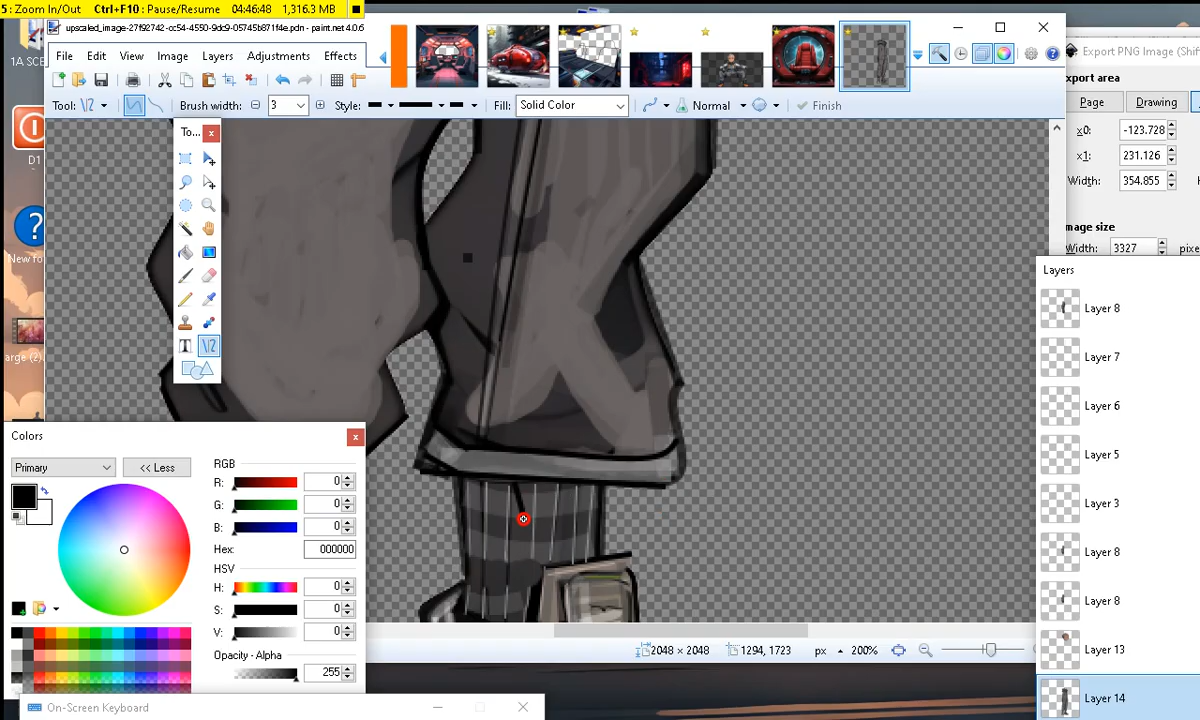 5: Zoom In/Out Ctrl+F10 : Pause/Resume 04:46:48 1,316.3 MB
upscaled_image-27f92742-cc54-4550-9dc9-05745b871f4e.pdn - paint.net 4.0.6
1A SCE
File Edit View Image Layers Adjustments Effects
Export PNG Image (Shif
xport area
Page Drawing
Tool: Brush width: 3 Style: Fill: Solid Color Normal Finish
To...
D1
x0: -123.728
x1: 231.126
Width: 354.855 H
New fo
mage size
Width: 3327 pixe
Layers
Layer 8
Layer 7
arge (2)
Layer 6
Layer 5
Layer 3
Layer 8
Layer 8
Layer 13
Layer 14
Colors
Primary << Less
RGB
R: 0
G: 0
B: 0
Hex: 000000
HSV
H: 0
S: 0
V: 0
Opacity - Alpha
255
2048 × 2048 1294, 1723 px 200%
On-Screen Keyboard